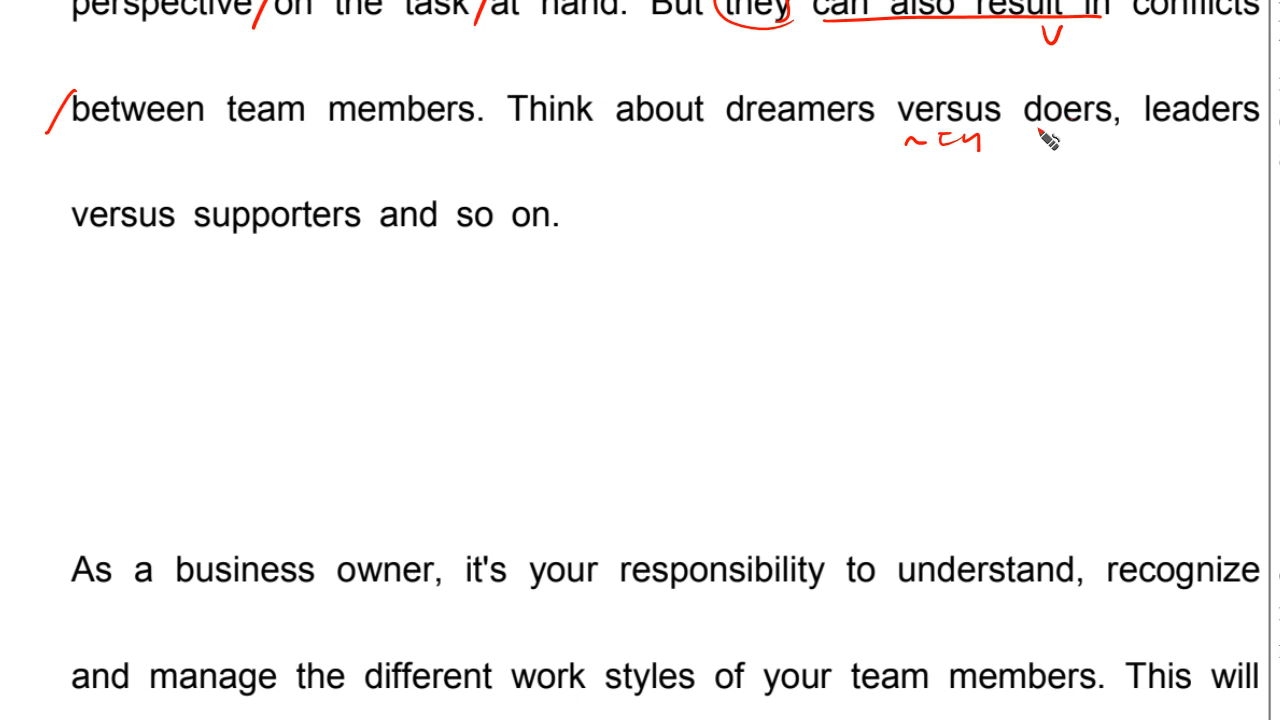 perspective on the task at hand. But they can also result in conflicts
V
between team members. Think about dreamers versus doers, leaders
versus supporters and so on.
As a business owner, it's your responsibility to understand, recognize
and manage the different work styles of your team members. This will